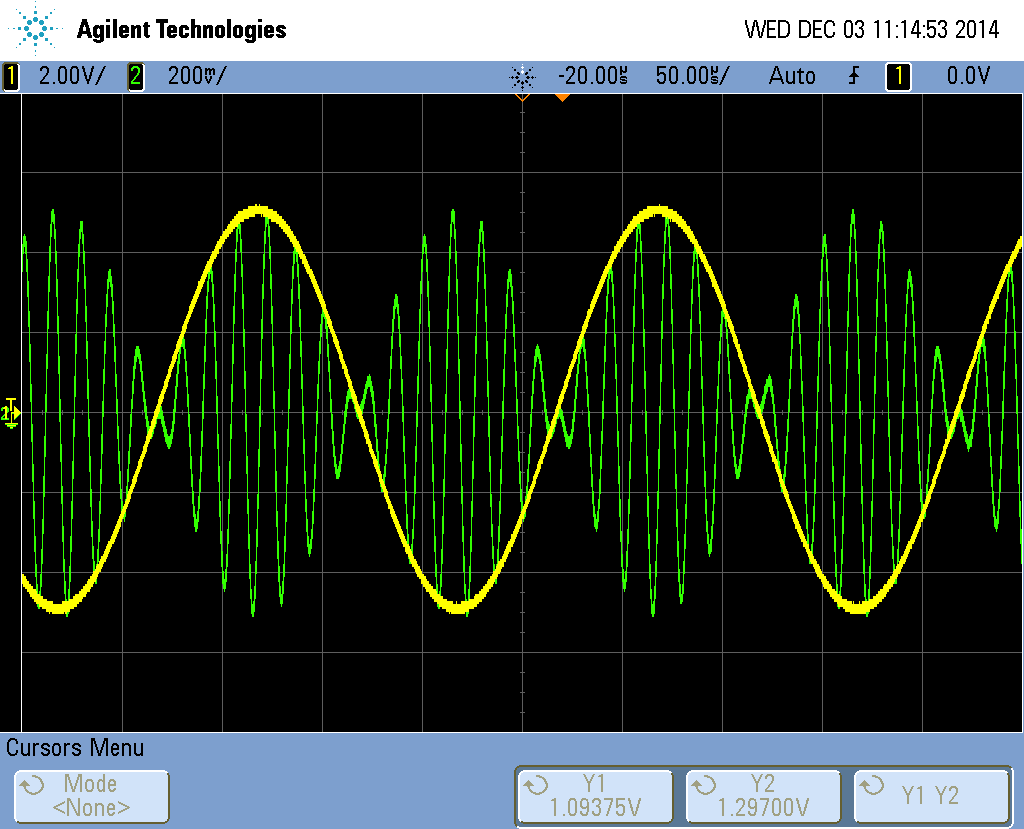 Agilent Technologies WED DEC 03 11:14:53 2014
1 2.00V/ 2 200mV/ -20.00µs 50.00µs/ Auto 1 0.0V
Cursors Menu
Mode
<None>
Y1
1.09375V
Y2
1.29700V
Y1 Y2